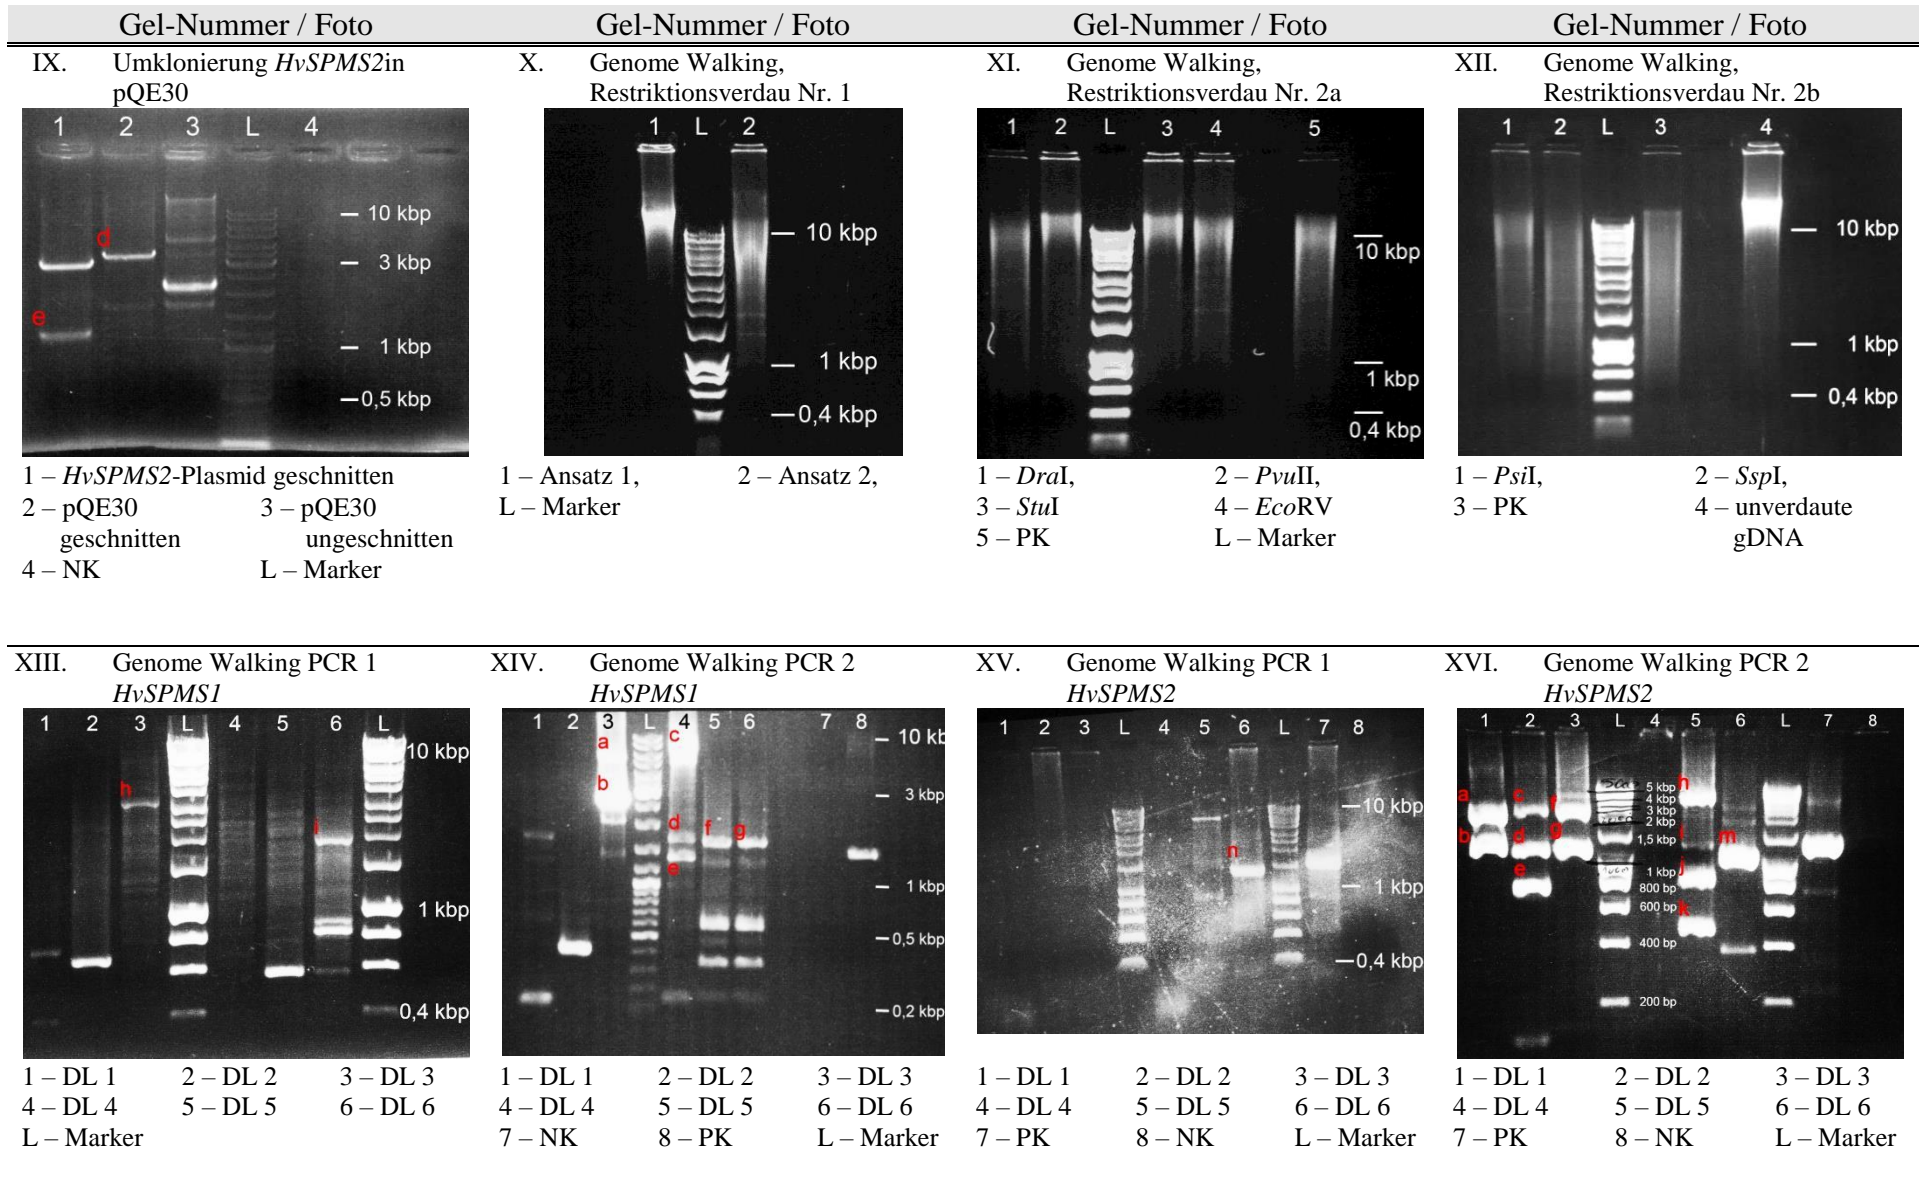 Gel-Nummer / Foto Gel-Nummer / Foto Gel-Nummer / Foto Gel-Nummer / Foto
IX. Umklonierung HvSPMS2in
pQE30
1 2 3 L 4
d
e
10 kbp
3 kbp
1 kbp
0,5 kbp
1 – HvSPMS2-Plasmid geschnitten
2 – pQE30 3 – pQE30
geschnitten ungeschnitten
4 – NK L – Marker
X. Genome Walking,
Restriktionsverdau Nr. 1
1 L 2
10 kbp
1 kbp
0,4 kbp
1 – Ansatz 1, 2 – Ansatz 2,
L – Marker
XI. Genome Walking,
Restriktionsverdau Nr. 2a
1 2 L 3 4 5
10 kbp
1 kbp
0,4 kbp
1 – DraI, 2 – PvuII,
3 – StuI 4 – EcoRV
5 – PK L – Marker
XII. Genome Walking,
Restriktionsverdau Nr. 2b
1 2 L 3 4
10 kbp
1 kbp
0,4 kbp
1 – PsiI, 2 – SspI,
3 – PK 4 – unverdaute
gDNA
XIII. Genome Walking PCR 1
HvSPMS1
1 2 3 L 4 5 6 L
10 kbp
h
i
1 kbp
0,4 kbp
1 – DL 1 2 – DL 2 3 – DL 3
4 – DL 4 5 – DL 5 6 – DL 6
L – Marker
XIV. Genome Walking PCR 2
HvSPMS1
1 2 3 L 4 5 6 7 8
a c 10 kb
b 3 kbp
d f g
e
1 kbp
0,5 kbp
0,2 kbp
1 – DL 1 2 – DL 2 3 – DL 3
4 – DL 4 5 – DL 5 6 – DL 6
7 – NK 8 – PK L – Marker
XV. Genome Walking PCR 1
HvSPMS2
1 2 3 L 4 5 6 L 7 8
10 kbp
n
1 kbp
0,4 kbp
1 – DL 1 2 – DL 2 3 – DL 3
4 – DL 4 5 – DL 5 6 – DL 6
7 – PK 8 – NK L – Marker
XVI. Genome Walking PCR 2
HvSPMS2
1 2 3 L 4 5 6 L 7 8
h
5 kbp
a c f 4 kbp
3 kbp
2 kbp
b d g 1,5 kbp i m
e 1 kbp j
800 bp
600 bp k
400 bp
200 bp
1 – DL 1 2 – DL 2 3 – DL 3
4 – DL 4 5 – DL 5 6 – DL 6
7 – PK 8 – NK L – Marker